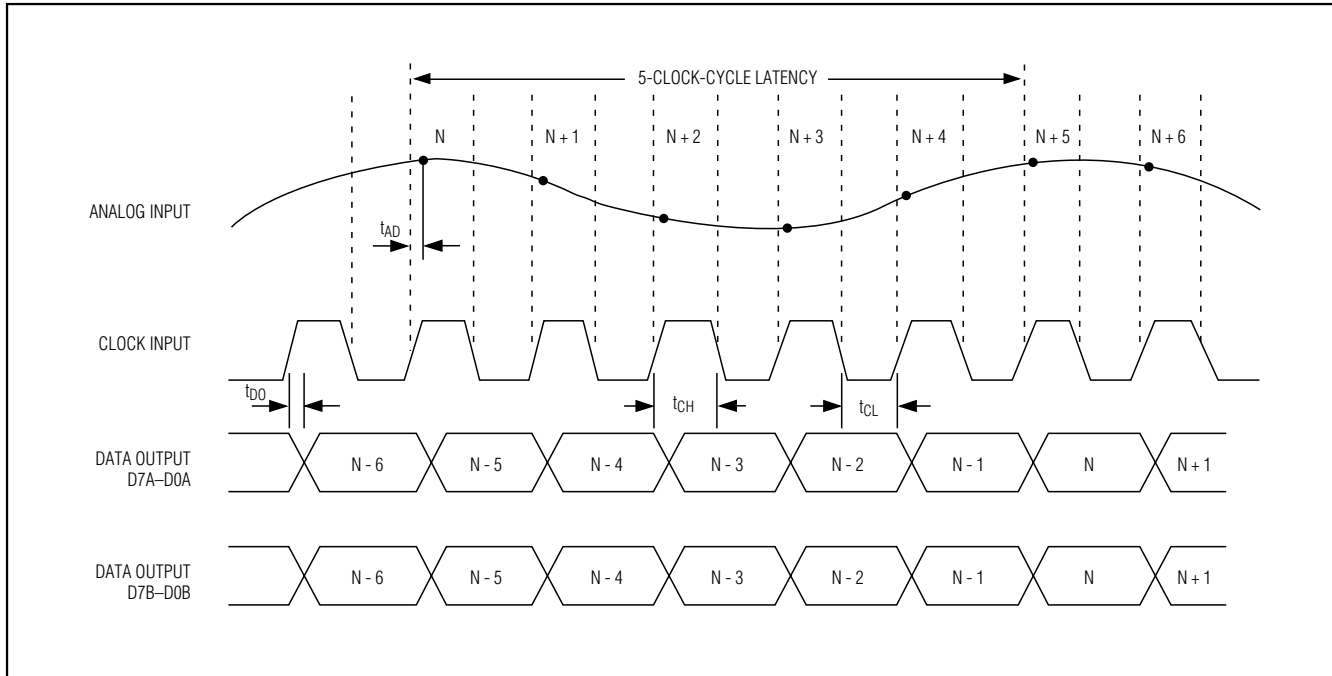 5-CLOCK-CYCLE LATENCY
N N + 1 N + 2 N + 3 N + 4 N + 5 N + 6
ANALOG INPUT
tAD
CLOCK INPUT
tDO tCH tCL
DATA OUTPUT
D7A–D0A
N - 6 N - 5 N - 4 N - 3 N - 2 N - 1 N N + 1
DATA OUTPUT
D7B–D0B
N - 6 N - 5 N - 4 N - 3 N - 2 N - 1 N N + 1